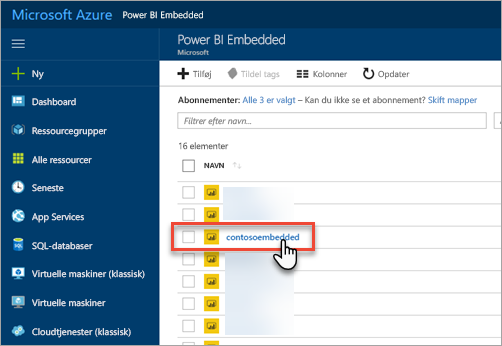 Microsoft Azure Power BI Embedded
Ny
Dashboard
Ressourcegrupper
Alle ressourcer
Seneste
App Services
SQL-databaser
Virtuelle maskiner (klassisk)
Virtuelle maskiner
Cloudtjenester (klassisk)
Power BI Embedded
Microsoft
Tilføj Tildel tags Kolonner Opdater
Abonnementer: Alle 3 er valgt – Kan du ikke se et abonnement? Skift mapper
Filtrer efter navn...
16 elementer
NAVN
contosoembedded